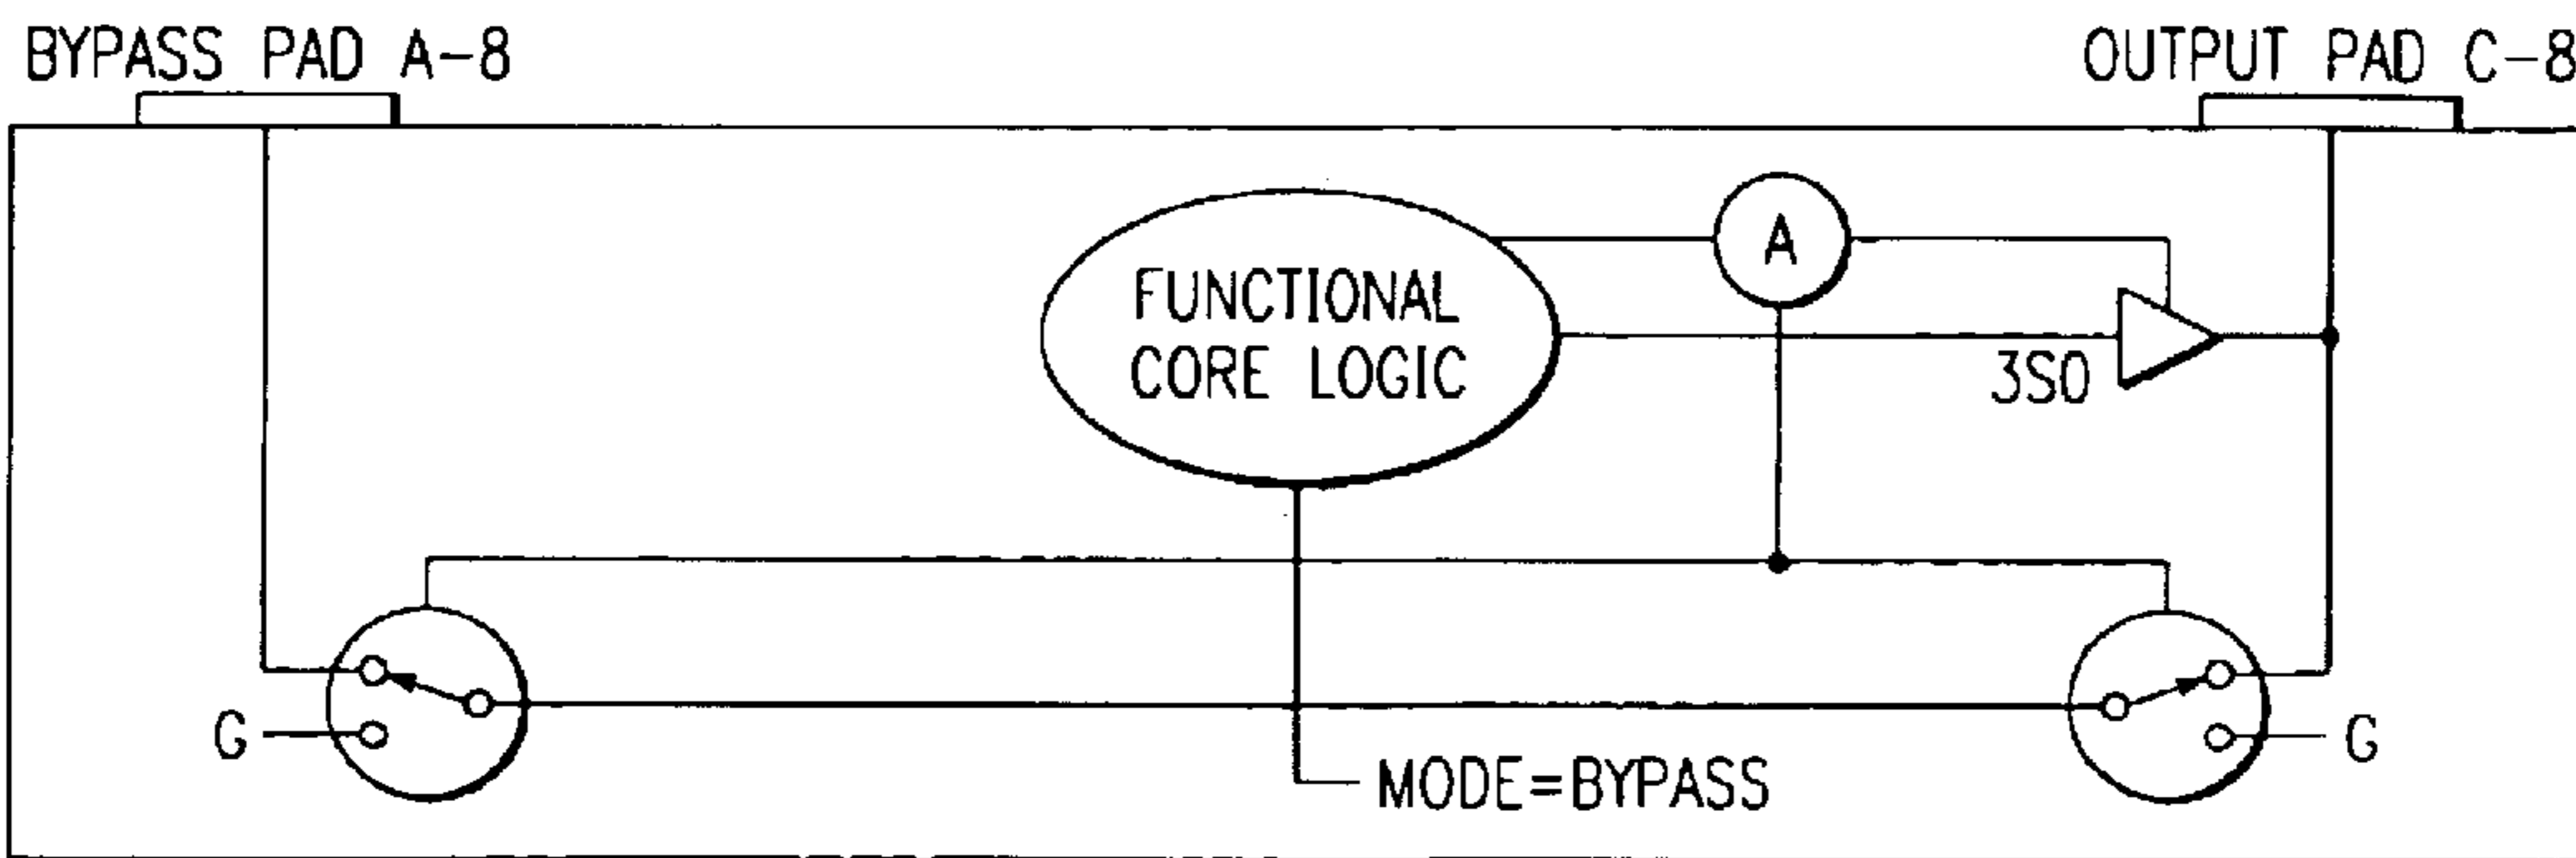 BYPASS PAD A-8
OUTPUT PAD C-8
A
FUNCTIONAL
CORE LOGIC
3SO
G
G
MODE=BYPASS